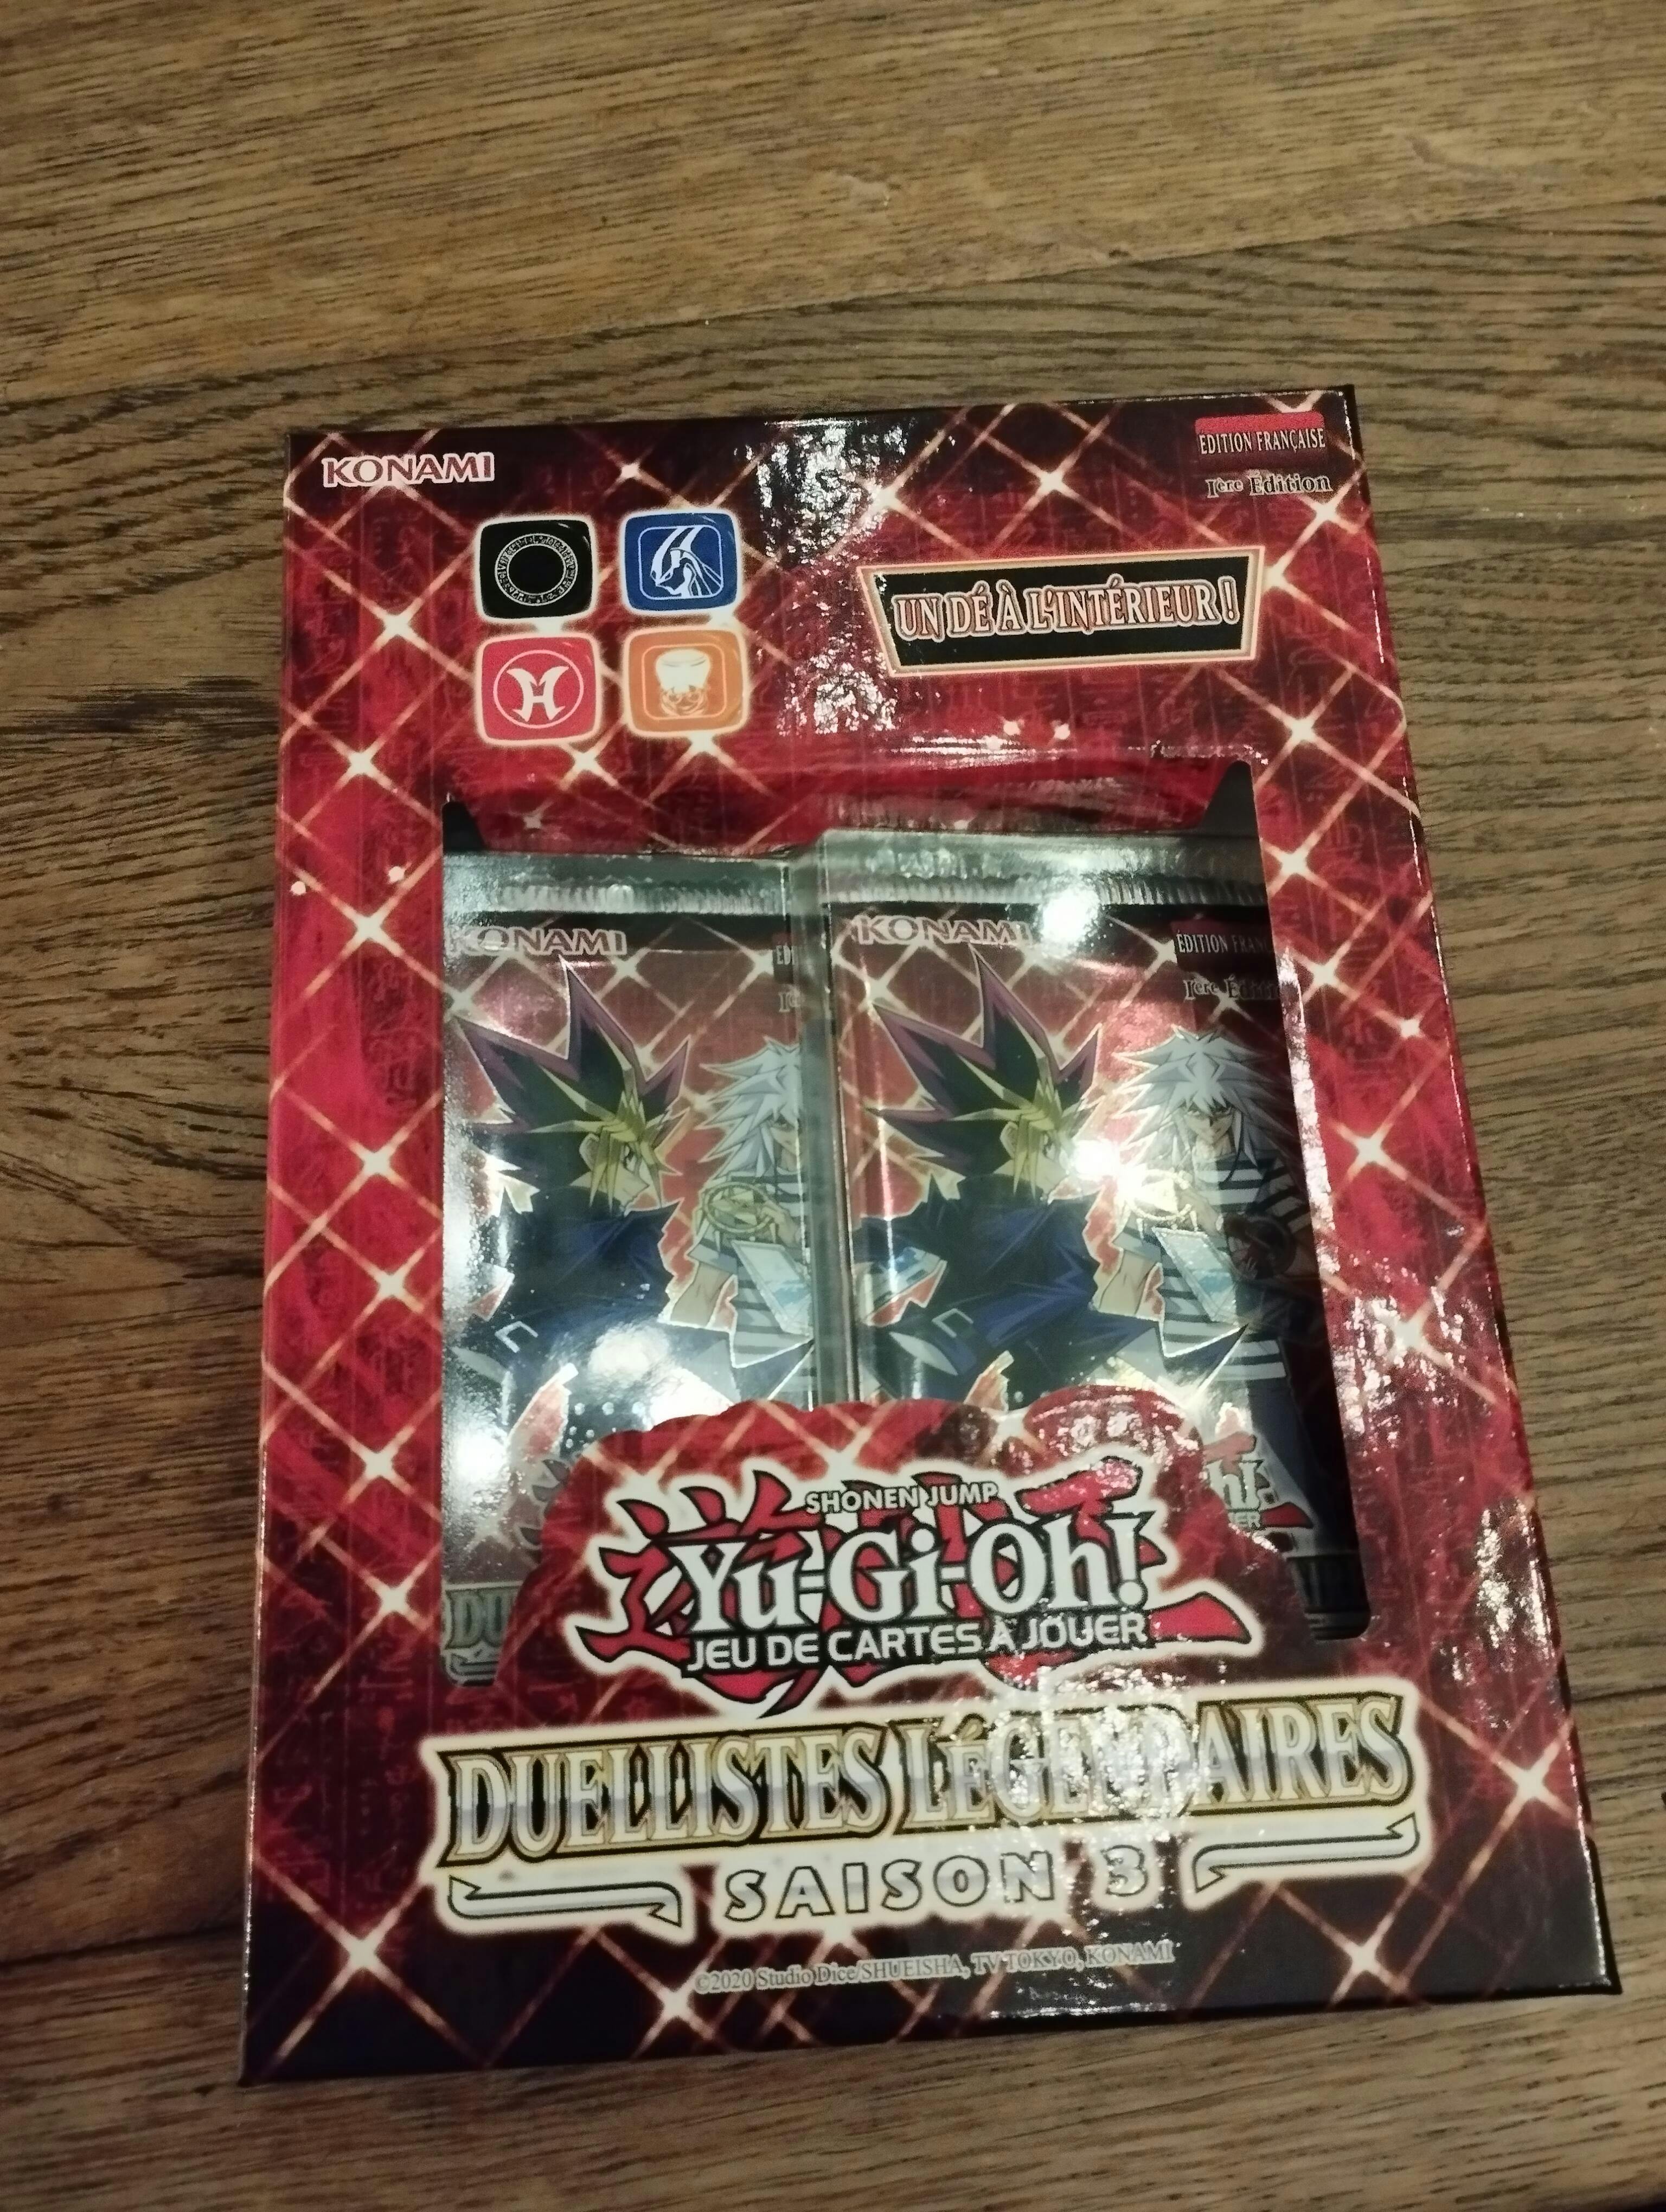 KONAMI
ÉDITION FRANÇAISE
1ère Édition
UN DÉ À L'INTÉRIEUR !
KONAMI
KONAMI
ÉDITION
1ère
SHONEN JUMP
Yu-Gi-Oh!
JEU DE CARTES À JOUER
DUELLISTES LÉGENDAIRES
SAISON 3
©2020 Studio Dice/SHUEISHA, TV TOKYO, KONAMI